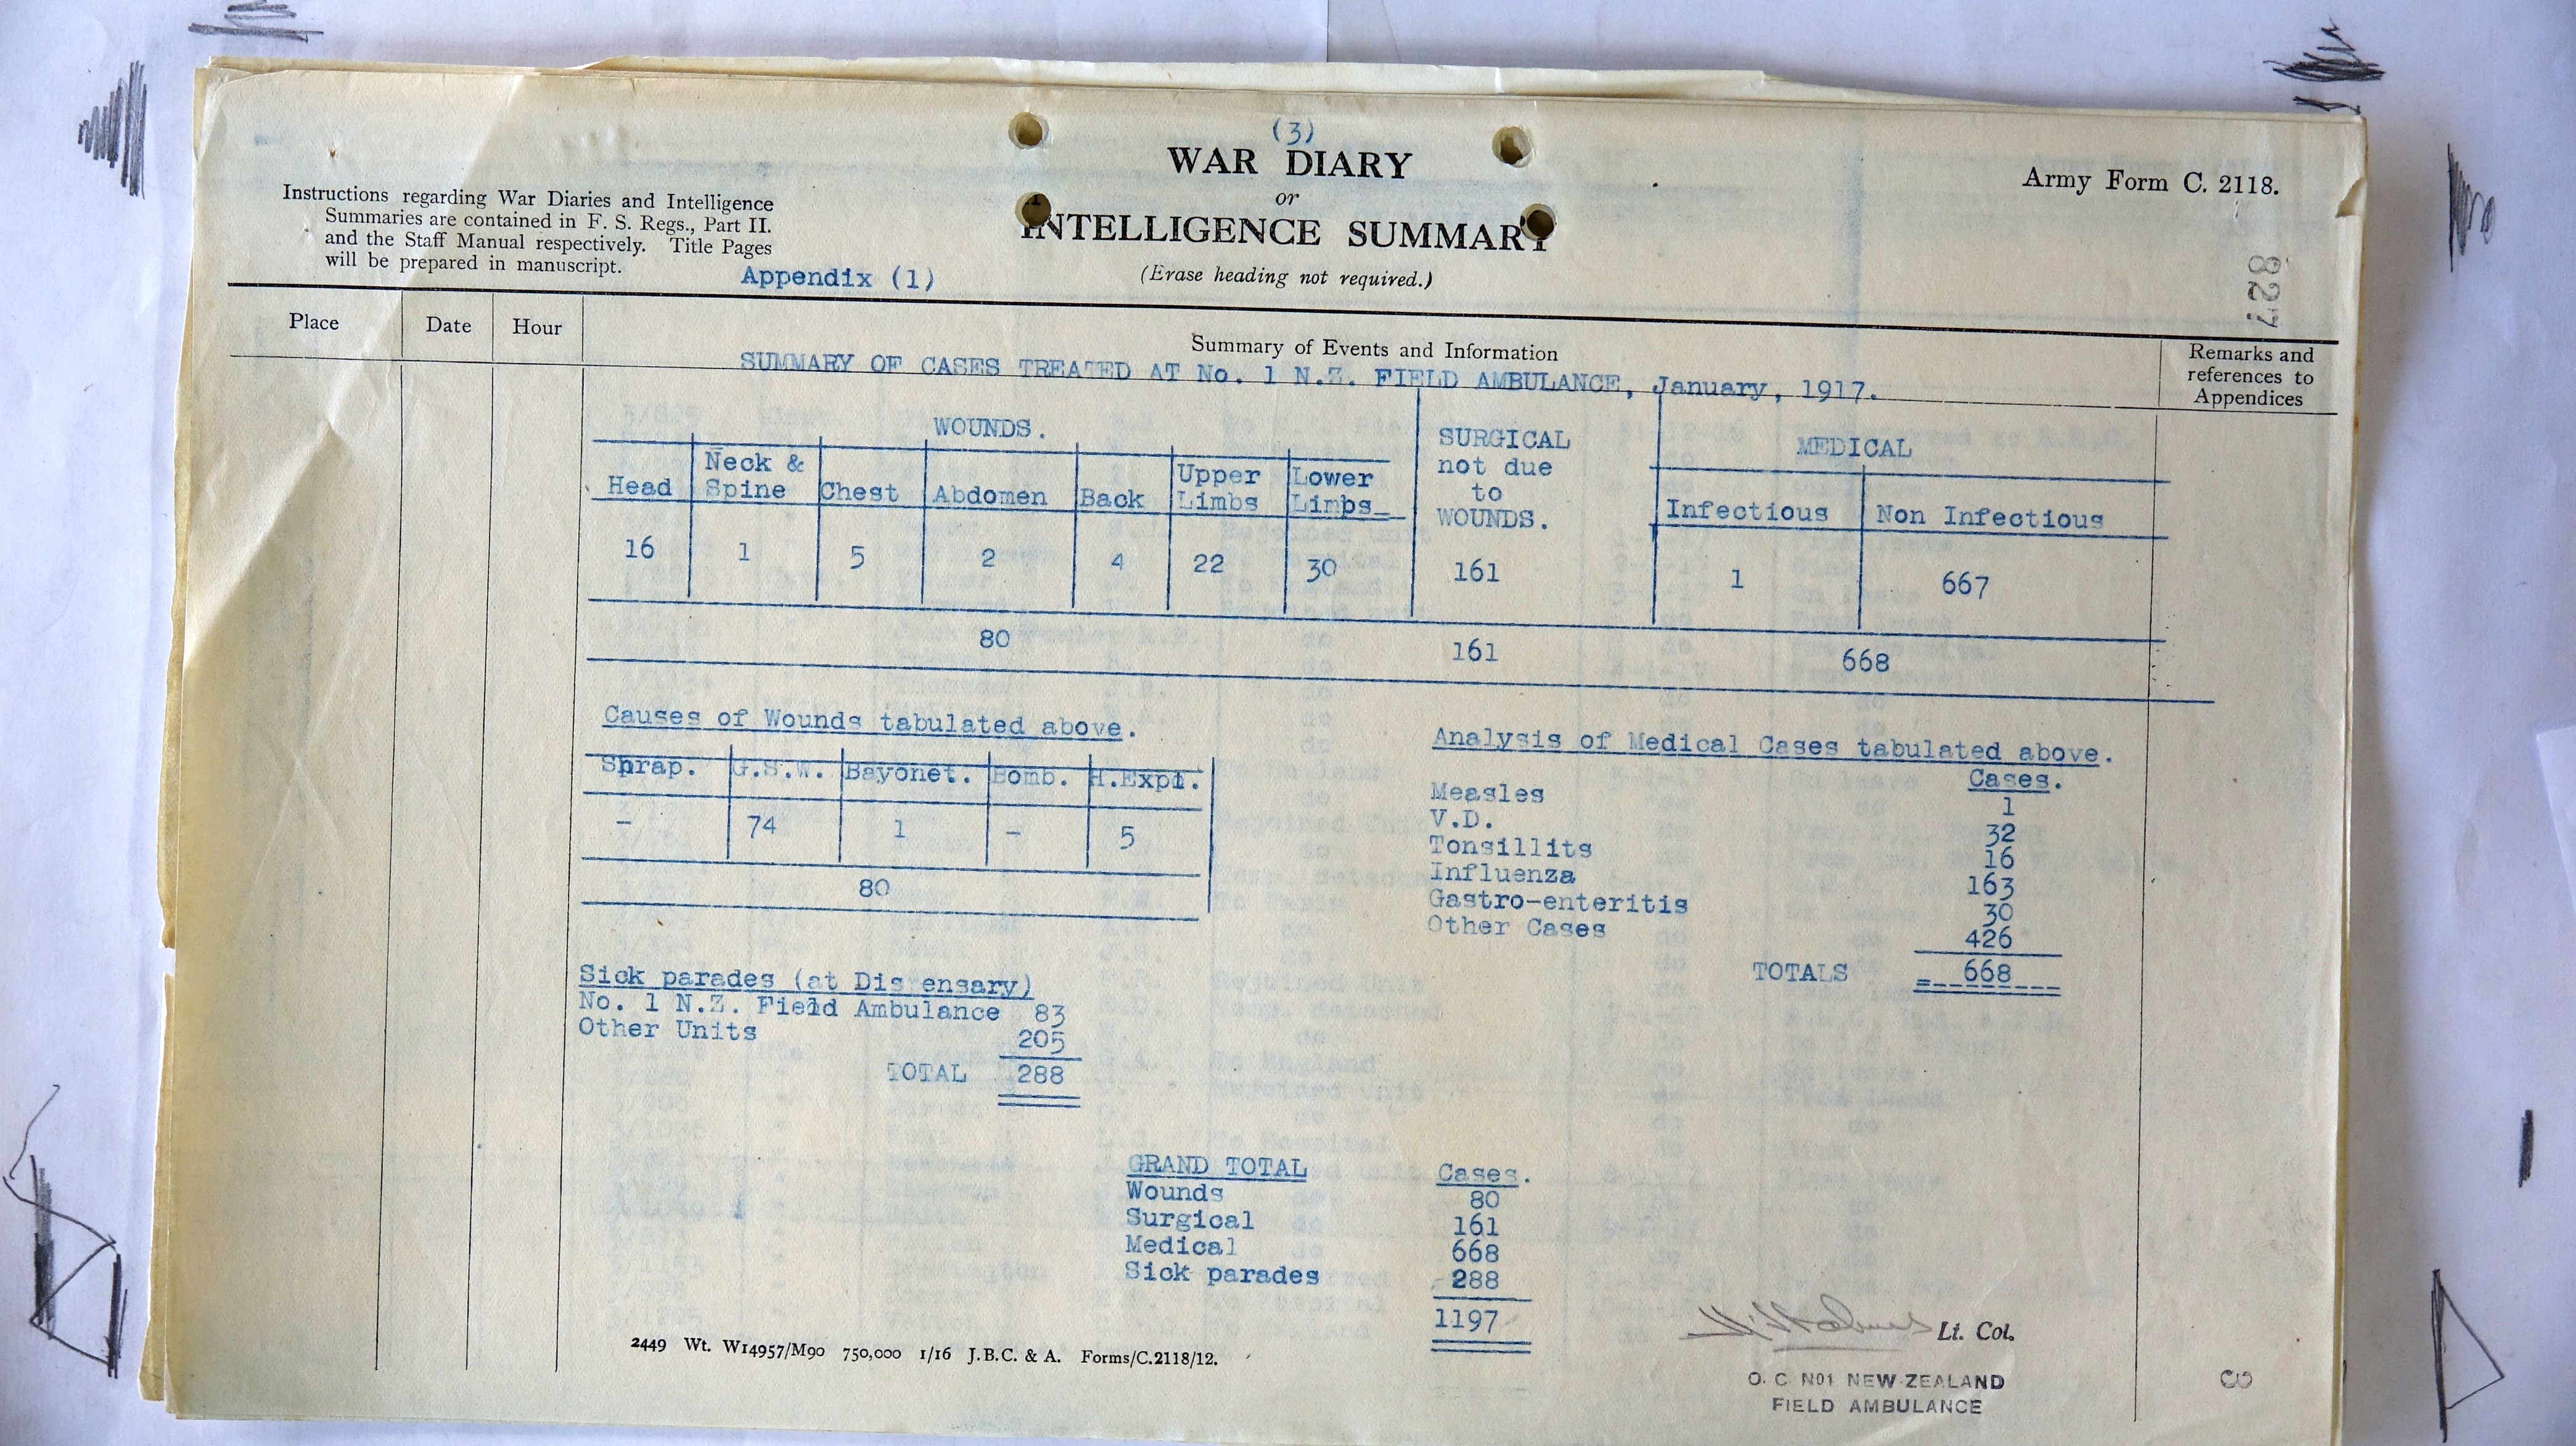 (3)
WAR DIARY
or
INTELLIGENCE SUMMARY
(Erase heading not required.)
Army Form C. 2118.
Instructions regarding War Diaries and Intelligence
Summaries are contained in F. S. Regs., Part II.
and the Staff Manual respectively. Title Pages
will be prepared in manuscript.
Appendix (1)
827
Place Date Hour Summary of Events and Information Remarks and
references to
Appendices
SUMMARY OF CASES TREATED AT No. 1 N.Z. FIELD AMBULANCE, January, 1917.
WOUNDS. SURGICAL
not due
to
WOUNDS. MEDICAL
Head Neck &
Spine Chest Abdomen Back Upper
Limbs Lower
Limbs Infectious Non Infectious
16 1 5 2 4 22 30 161 1 667
80 161 668
Causes of Wounds tabulated above.
Shrap. G.S.W. Bayonet. Bomb. H.Expl.
- 74 1 - 5
80
Analysis of Medical Cases tabulated above.
Cases.
Measles 1
V.D. 32
Tonsillits 16
Influenza 163
Gastro-enteritis 30
Other Cases 426
TOTALS 668
Sick parades (at Dispensary)
No. 1 N.Z. Field Ambulance 83
Other Units 205
TOTAL 288
GRAND TOTAL Cases.
Wounds 80
Surgical 161
Medical 668
Sick parades 288
1197
Lt. Col.
O. C. No1 NEW ZEALAND
FIELD AMBULANCE
2449 Wt. W14957/M90 750,000 1/16 J.B.C. & A. Forms/C.2118/12.